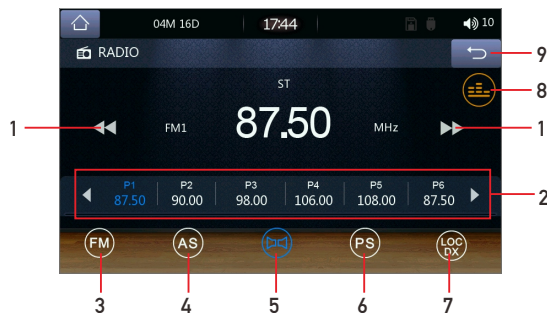 04M 16D 17:44 10
RADIO 9
ST 8
1 FM1 87.50 MHz 1
P1 P2 P3 P4 P5 P6
87.50 90.00 98.00 106.00 108.00 87.50 2
FM AS PS LOC DX
3 4 5 6 7